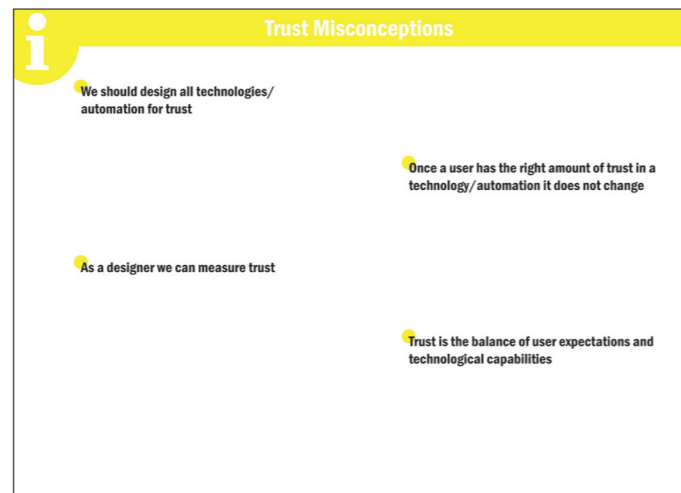 i
Trust Misconceptions
We should design all technologies/
automation for trust
Once a user has the right amount of trust in a
technology/automation it does not change
As a designer we can measure trust
Trust is the balance of user expectations and
technological capabilities